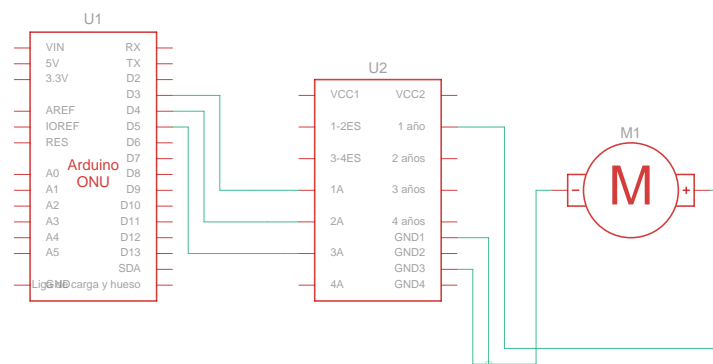 U1
VIN RX
5V TX
3.3V D2
D3
AREF D4
IOREF D5
RES D6
D7
Arduino
ONU
A0 D8
A1 D9
A2 D10
A3 D11
A4 D12
A5 D13
SDA
GND
Liga de carga y hueso
U2
VCC1 VCC2
1-2ES 1 año
3-4ES 2 años
1A 3 años
2A 4 años
GND1
3A GND2
GND3
4A GND4
M1
- M +